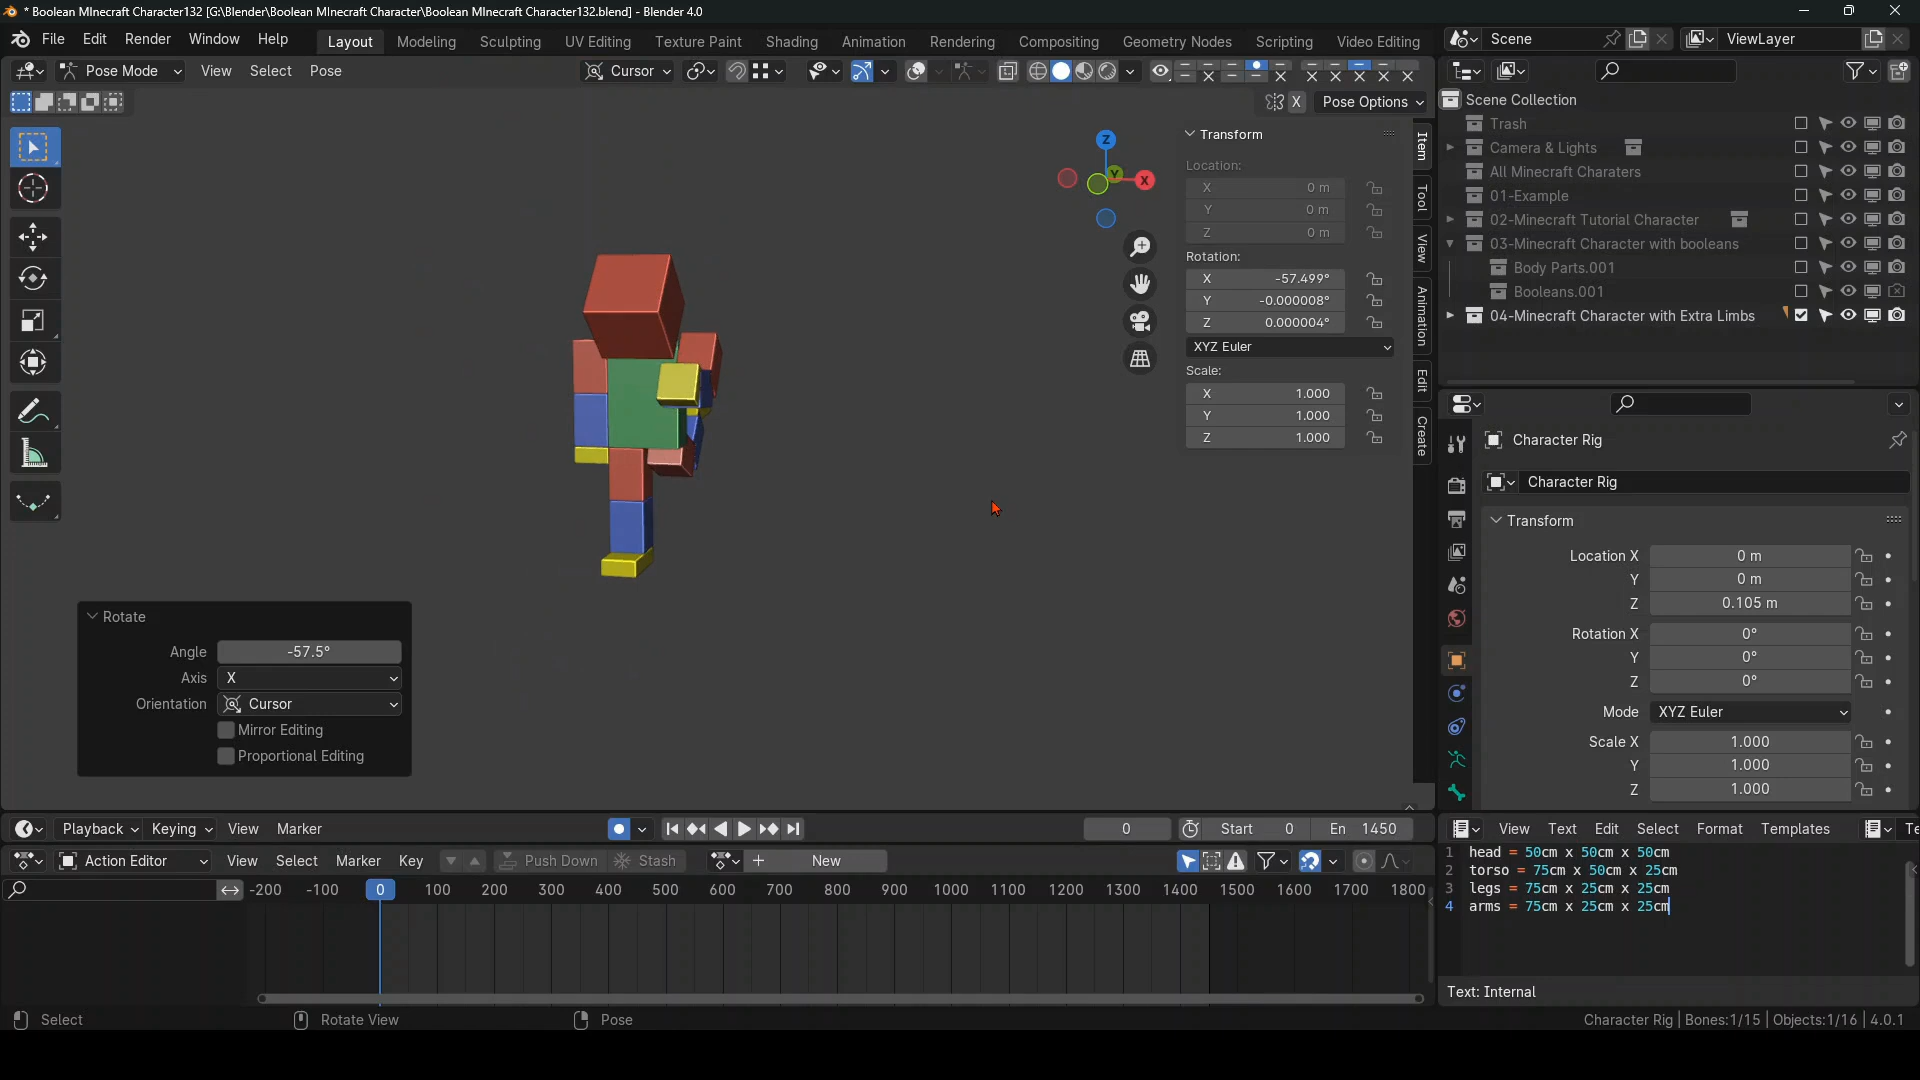 * Boolean MInecraft Character132 [G:\Blender\Boolean MInecraft Character\Boolean MInecraft Character132.blend] - Blender 4.0
File Edit Render Window Help
Layout Modeling Sculpting UV Editing Texture Paint Shading Animation Rendering Compositing Geometry Nodes Scripting Video Editing
Scene
ViewLayer
Pose Mode View Select Pose
Cursor
X Pose Options
Transform
Location:
X 0 m
Y 0 m
Z 0 m
Rotation:
X -57.499°
Y -0.000008°
Z 0.000004°
XYZ Euler
Scale:
X 1.000
Y 1.000
Z 1.000
Item
Tool
View
Animation
Edit
Create
Z
Y
X
Scene Collection
Trash
Camera & Lights
All Minecraft Charaters
01-Example
02-Minecraft Tutorial Character
03-Minecraft Character with booleans
Body Parts.001
Booleans.001
04-Minecraft Character with Extra Limbs
Character Rig
Character Rig
Transform
Location X 0 m
Y 0 m
Z 0.105 m
Rotation X 0°
Y 0°
Z 0°
Mode XYZ Euler
Scale X 1.000
Y 1.000
Z 1.000
Rotate
Angle -57.5°
Axis X
Orientation Cursor
Mirror Editing
Proportional Editing
Playback Keying View Marker
0 Start 0 En 1450
Action Editor View Select Marker Key Push Down Stash New
-200 -100 0 100 200 300 400 500 600 700 800 900 1000 1100 1200 1300 1400 1500 1600 1700 1800
View Text Edit Select Format Templates Te
1 head = 50cm x 50cm x 50cm
2 torso = 75cm x 50cm x 25cm
3 legs = 75cm x 25cm x 25cm
4 arms = 75cm x 25cm x 25cm
Text: Internal
Select Rotate View Pose
Character Rig | Bones:1/15 | Objects:1/16 | 4.0.1